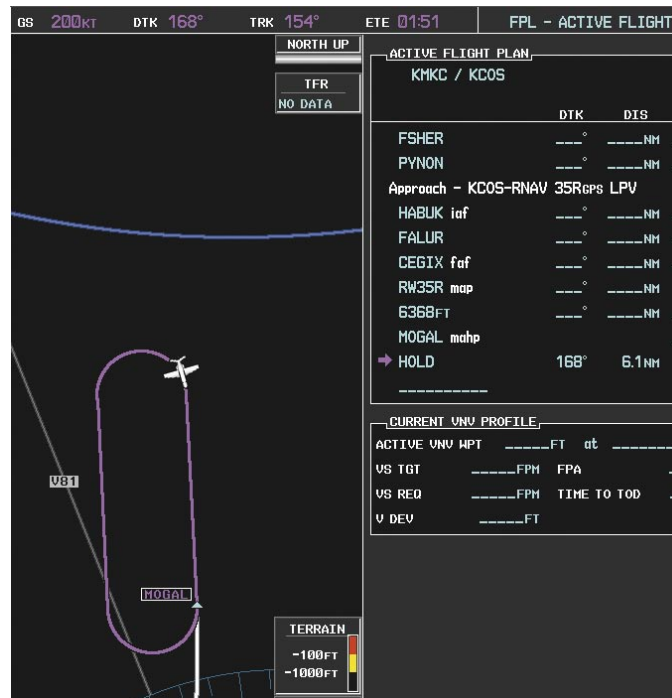 GS 200KT DTK 168° TRK 154° ETE 01:51 FPL - ACTIVE FLIGHT
NORTH UP
TFR
NO DATA
V81
MOGAL
TERRAIN
-100FT
-1000FT
ACTIVE FLIGHT PLAN
KMKC / KCOS
DTK DIS
FSHER ___° ____NM
PYNON ___° ____NM
Approach - KCOS-RNAV 35RGPS LPV
HABUK iaf ___° ____NM
FALUR ___° ____NM
CEGIX faf ___° ____NM
RW35R map ___° ____NM
6368FT ___° ____NM
MOGAL mahp
HOLD 168° 6.1NM
__________
CURRENT VNV PROFILE
ACTIVE VNV WPT _____FT at _______
VS TGT _____FPM FPA
VS REQ _____FPM TIME TO TOD
V DEV _____FT